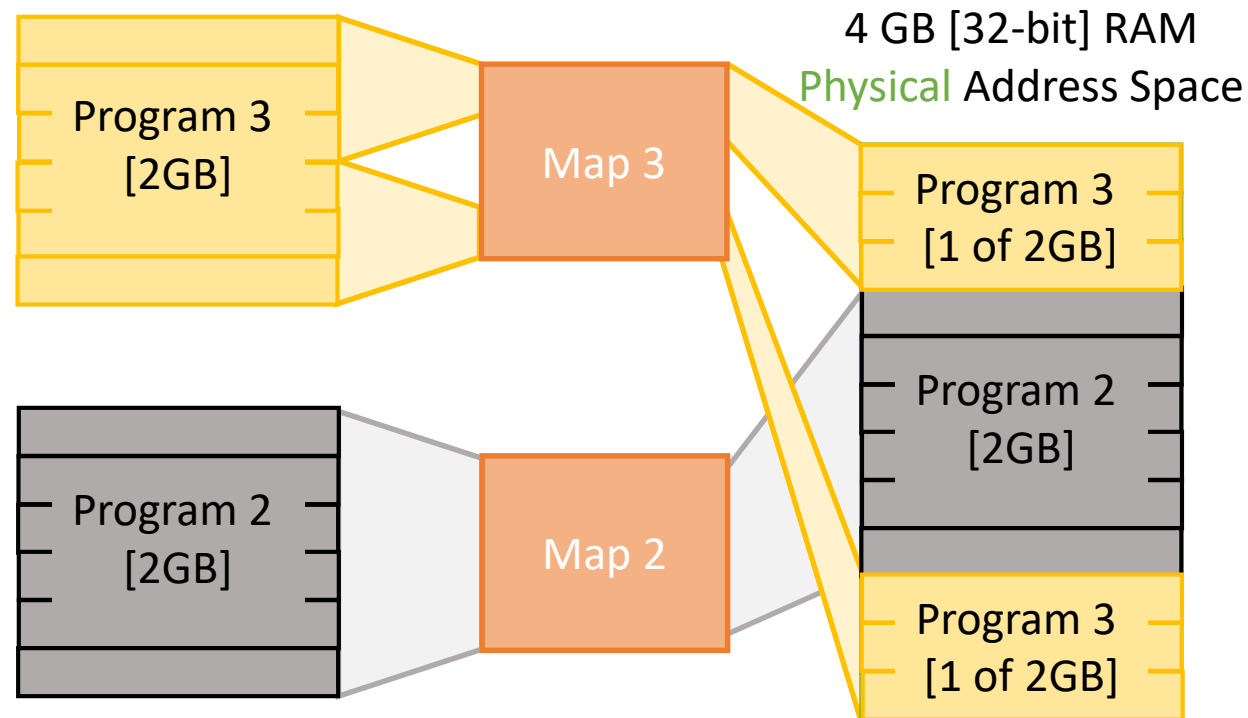 4 GB [32-bit] RAM
Physical Address Space
Program 3
[2GB]
Map 3
Program 3
[1 of 2GB]
Program 2
[2GB]
Program 2
[2GB]
Map 2
Program 3
[1 of 2GB]